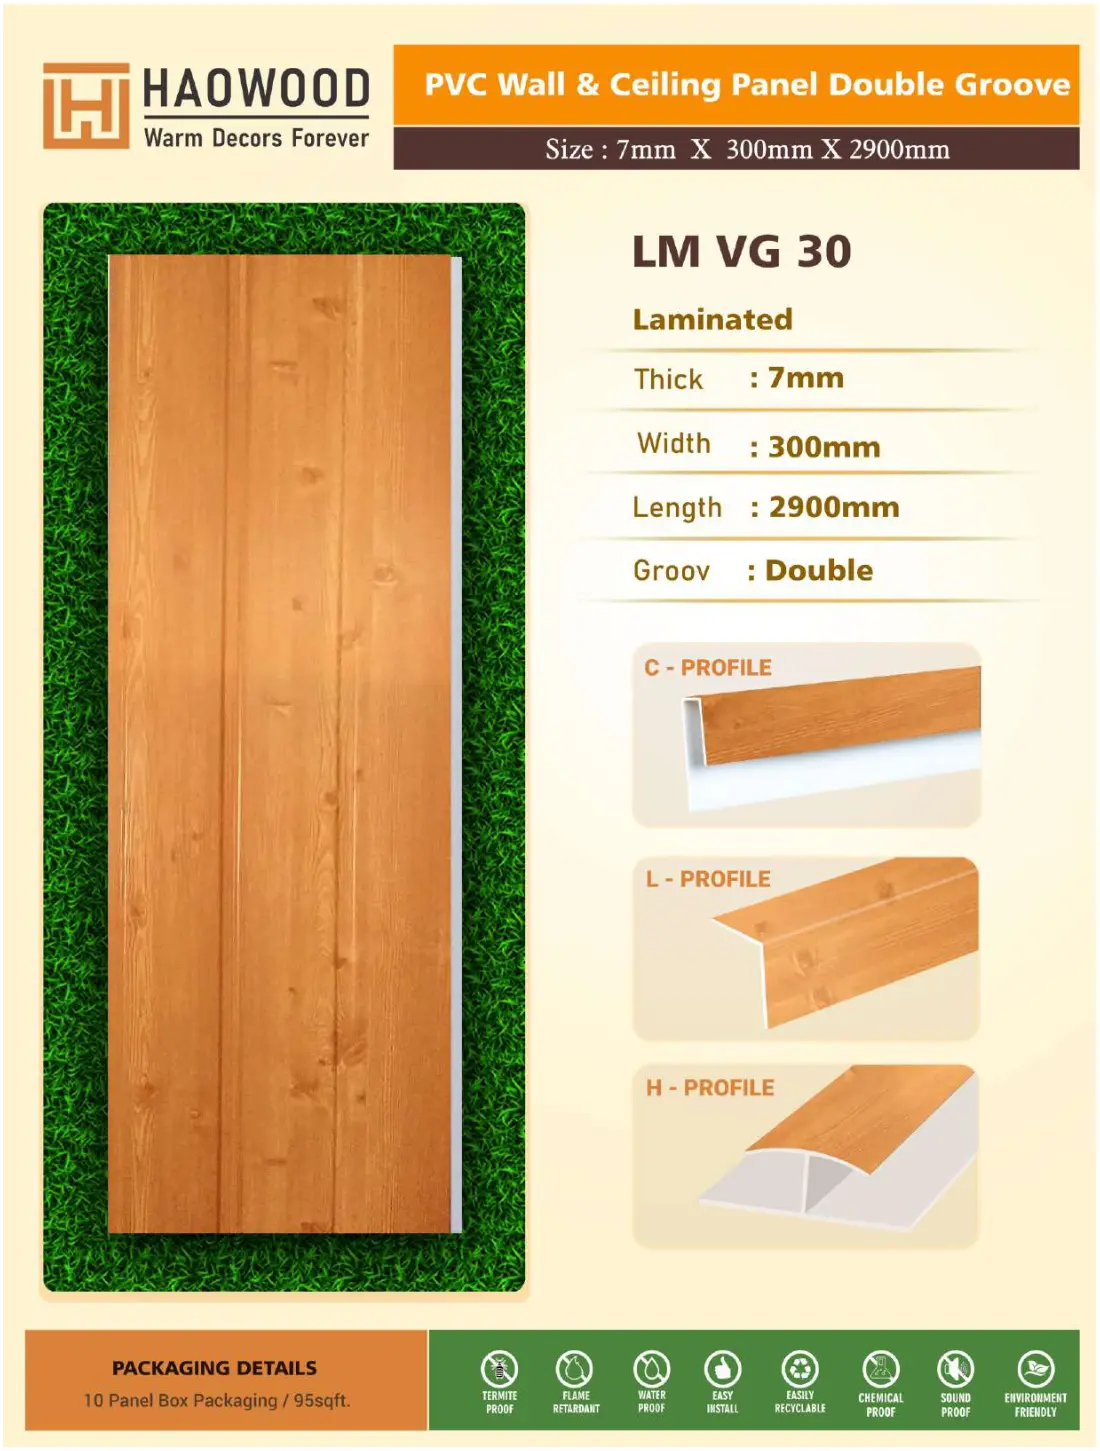 HAOWOOD
Warm Decors Forever
PVC Wall & Ceiling Panel Double Groove
Size : 7mm X 300mm X 2900mm
LM VG 30
Laminated
Thick : 7mm
Width : 300mm
Length : 2900mm
Groov : Double
C - PROFILE
L - PROFILE
H - PROFILE
PACKAGING DETAILS
10 Panel Box Packaging / 95sqft.
TERMITE
PROOF
FLAME
RETARDANT
WATER
PROOF
EASY
INSTALL
EASILY
RECYCLABLE
CHEMICAL
PROOF
SOUND
PROOF
ENVIRONMENT
FRIENDLY